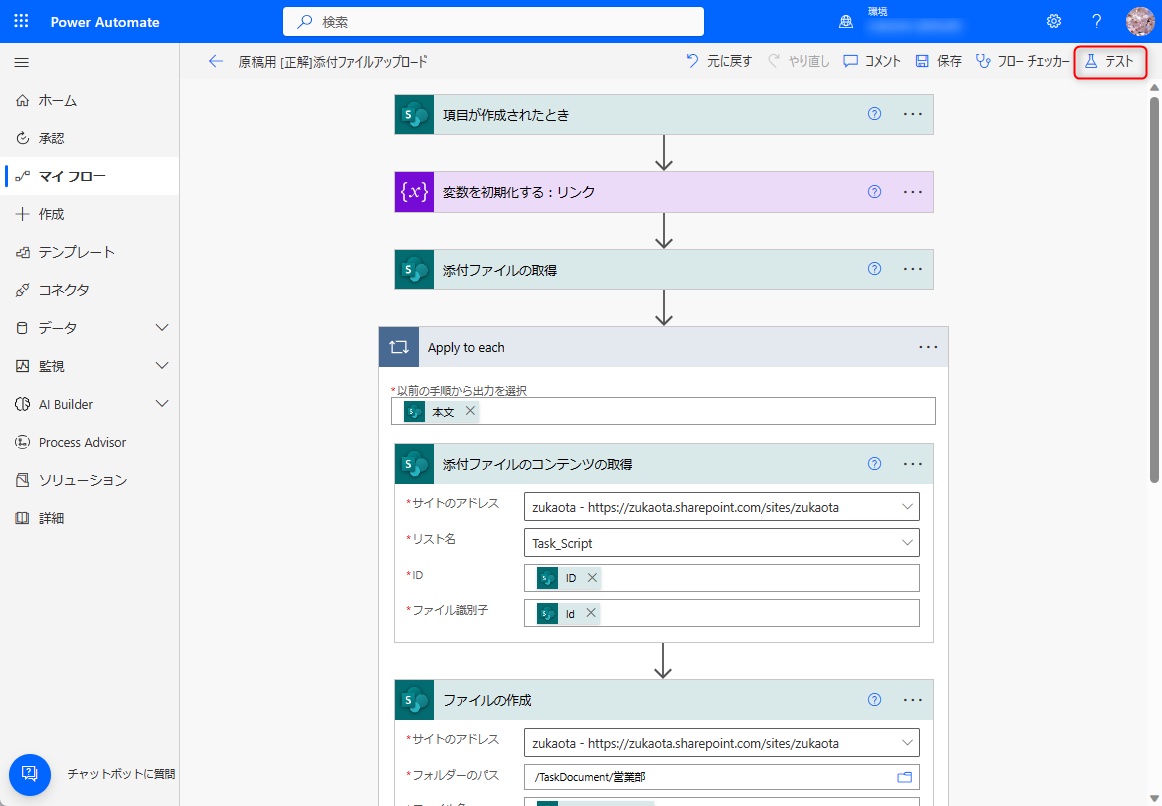 Power Automate
検索
環境
?
原稿用 [正解]添付ファイルアップロード
元に戻す
やり直し
コメント
保存
フロー チェッカー
テスト
ホーム
承認
マイ フロー
作成
テンプレート
コネクタ
データ
監視
AI Builder
Process Advisor
ソリューション
詳細
チャットボットに質問
項目が作成されたとき
{x} 変数を初期化する：リンク
添付ファイルの取得
Apply to each
*以前の手順から出力を選択
本文
添付ファイルのコンテンツの取得
*サイトのアドレス
zukaota - https://zukaota.sharepoint.com/sites/zukaota
*リスト名
Task_Script
*ID
ID
*ファイル識別子
Id
ファイルの作成
*サイトのアドレス
zukaota - https://zukaota.sharepoint.com/sites/zukaota
*フォルダーのパス
/TaskDocument/営業部